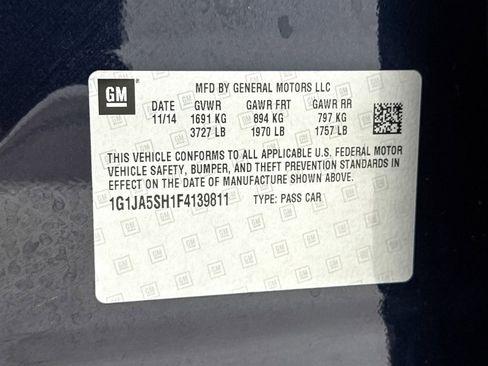 GM
MFD BY GENERAL MOTORS LLC
DATE GVWR GAWR FRT GAWR RR
11/14 1691 KG 894 KG 797 KG
3727 LB 1970 LB 1757 LB
THIS VEHICLE CONFORMS TO ALL APPLICABLE U.S. FEDERAL MOTOR
VEHICLE SAFETY, BUMPER, AND THEFT PREVENTION STANDARDS IN
EFFECT ON THE DATE OF MANUFACTURE SHOWN ABOVE.
1G1JA5SH1F4139811 TYPE: PASS CAR